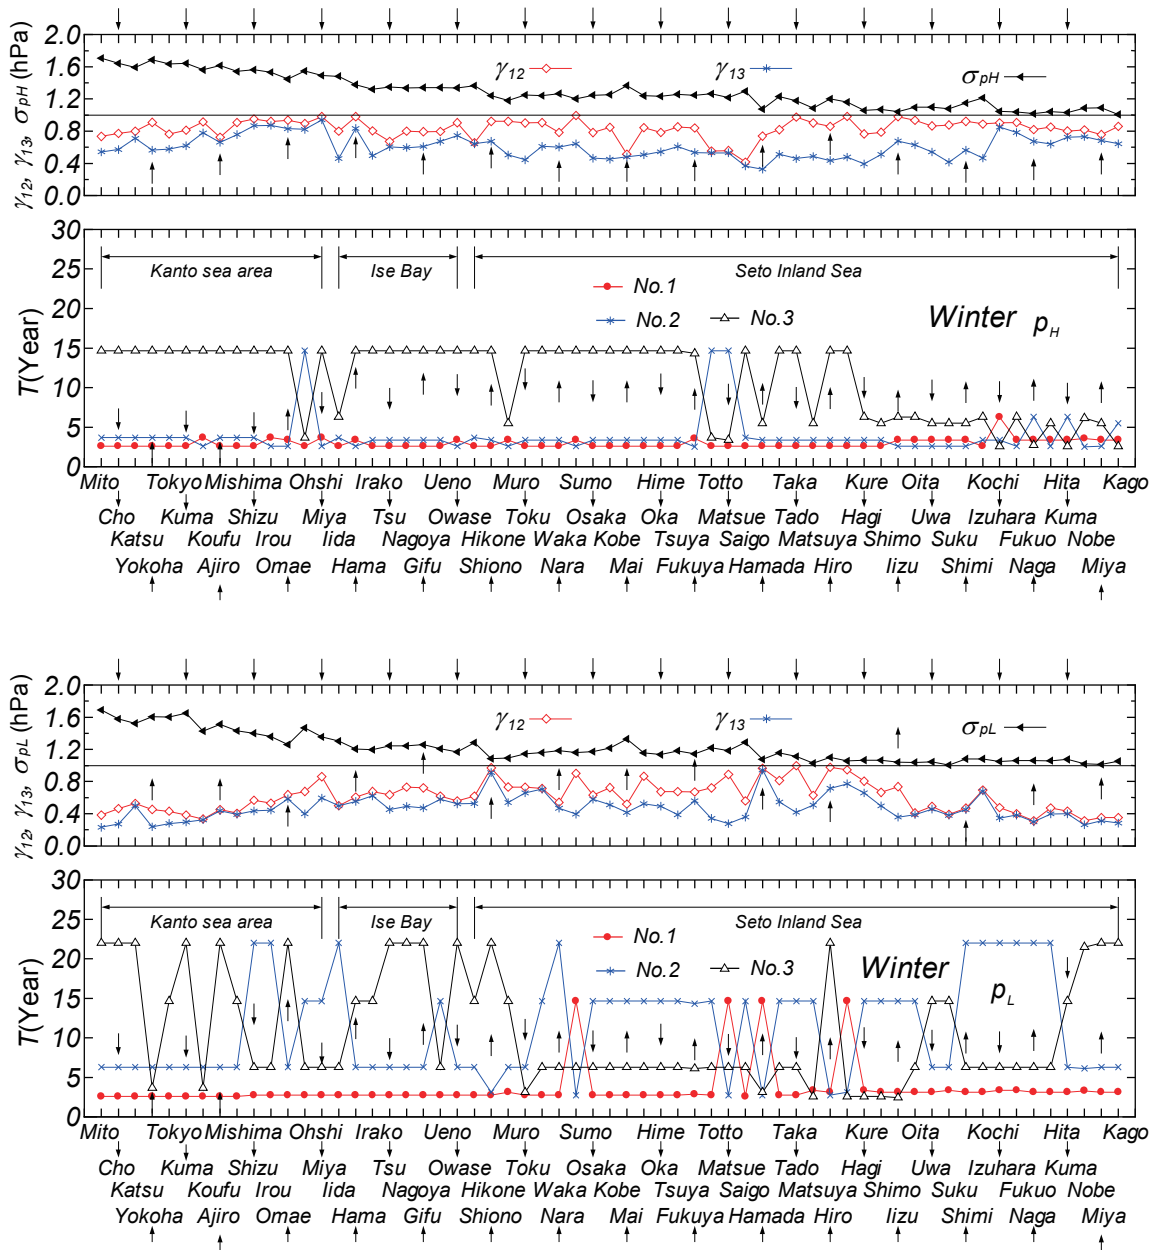 γ12, γ13, σpH (hPa)
2.0
1.6
1.2
0.8
0.4
0.0
γ12
γ13
σpH
T(Year)
30
25
20
15
10
5
0
Kanto sea area
Ise Bay
Seto Inland Sea
No.1
No.2
No.3
Winter pH
Mito Tokyo Mishima Ohshi Irako Ueno Muro Sumo Hime Totto Taka Kure Oita Kochi Hita Kago
Cho Kuma Shizu Miya Tsu Owase Toku Osaka Oka Matsue Tado Hagi Uwa Izuhara Kuma
Katsu Koufu Irou Iida Nagoya Hikone Waka Kobe Tsuya Saigo Matsuya Shimo Suku Fukuo Nobe
Yokoha Ajiro Omae Hama Gifu Shiono Nara Mai Fukuya Hamada Hiro Iizu Shimi Naga Miya
γ12, γ13, σpL (hPa)
2.0
1.6
1.2
0.8
0.4
0.0
γ12
γ13
σpL
T(Year)
30
25
20
15
10
5
0
Kanto sea area
Ise Bay
Seto Inland Sea
No.1
No.2
No.3
Winter
pL
Mito Tokyo Mishima Ohshi Irako Ueno Muro Sumo Hime Totto Taka Kure Oita Kochi Hita Kago
Cho Kuma Shizu Miya Tsu Owase Toku Osaka Oka Matsue Tado Hagi Uwa Izuhara Kuma
Katsu Koufu Irou Iida Nagoya Hikone Waka Kobe Tsuya Saigo Matsuya Shimo Suku Fukuo Nobe
Yokoha Ajiro Omae Hama Gifu Shiono Nara Mai Fukuya Hamada Hiro Iizu Shimi Naga Miya